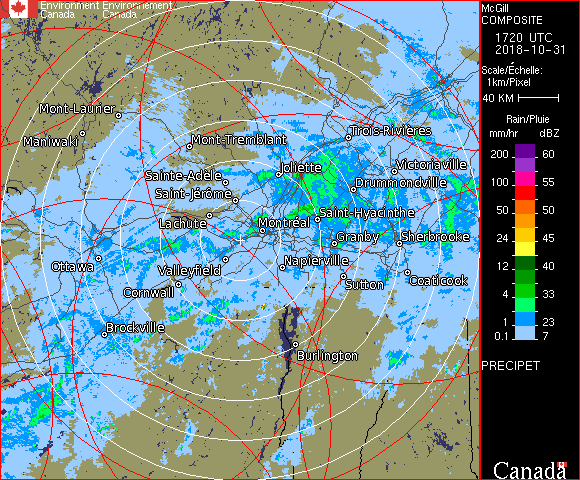 Environment Environnement
Canada Canada
McGill
COMPOSITE
1720 UTC
2018-10-31
Scale/Échelle:
1km/Pixel
40 KM
Rain/Pluie
mm/hr dBZ
200 60
100 55
50 50
24 45
12 40
4 33
1 23
0.1 7
PRECIPET
Canada
Mont-Laurier
Maniwaki
Mont-Tremblant
Trois-Rivières
Joliette
Victoriaville
Sainte-Adèle
Drummondville
Saint-Jérôme
Saint-Hyacinthe
Lachute
Montréal
Granby
Sherbrooke
Ottawa
Valleyfield
Napierville
Coaticook
Cornwall
Sutton
Brockville
Burlington